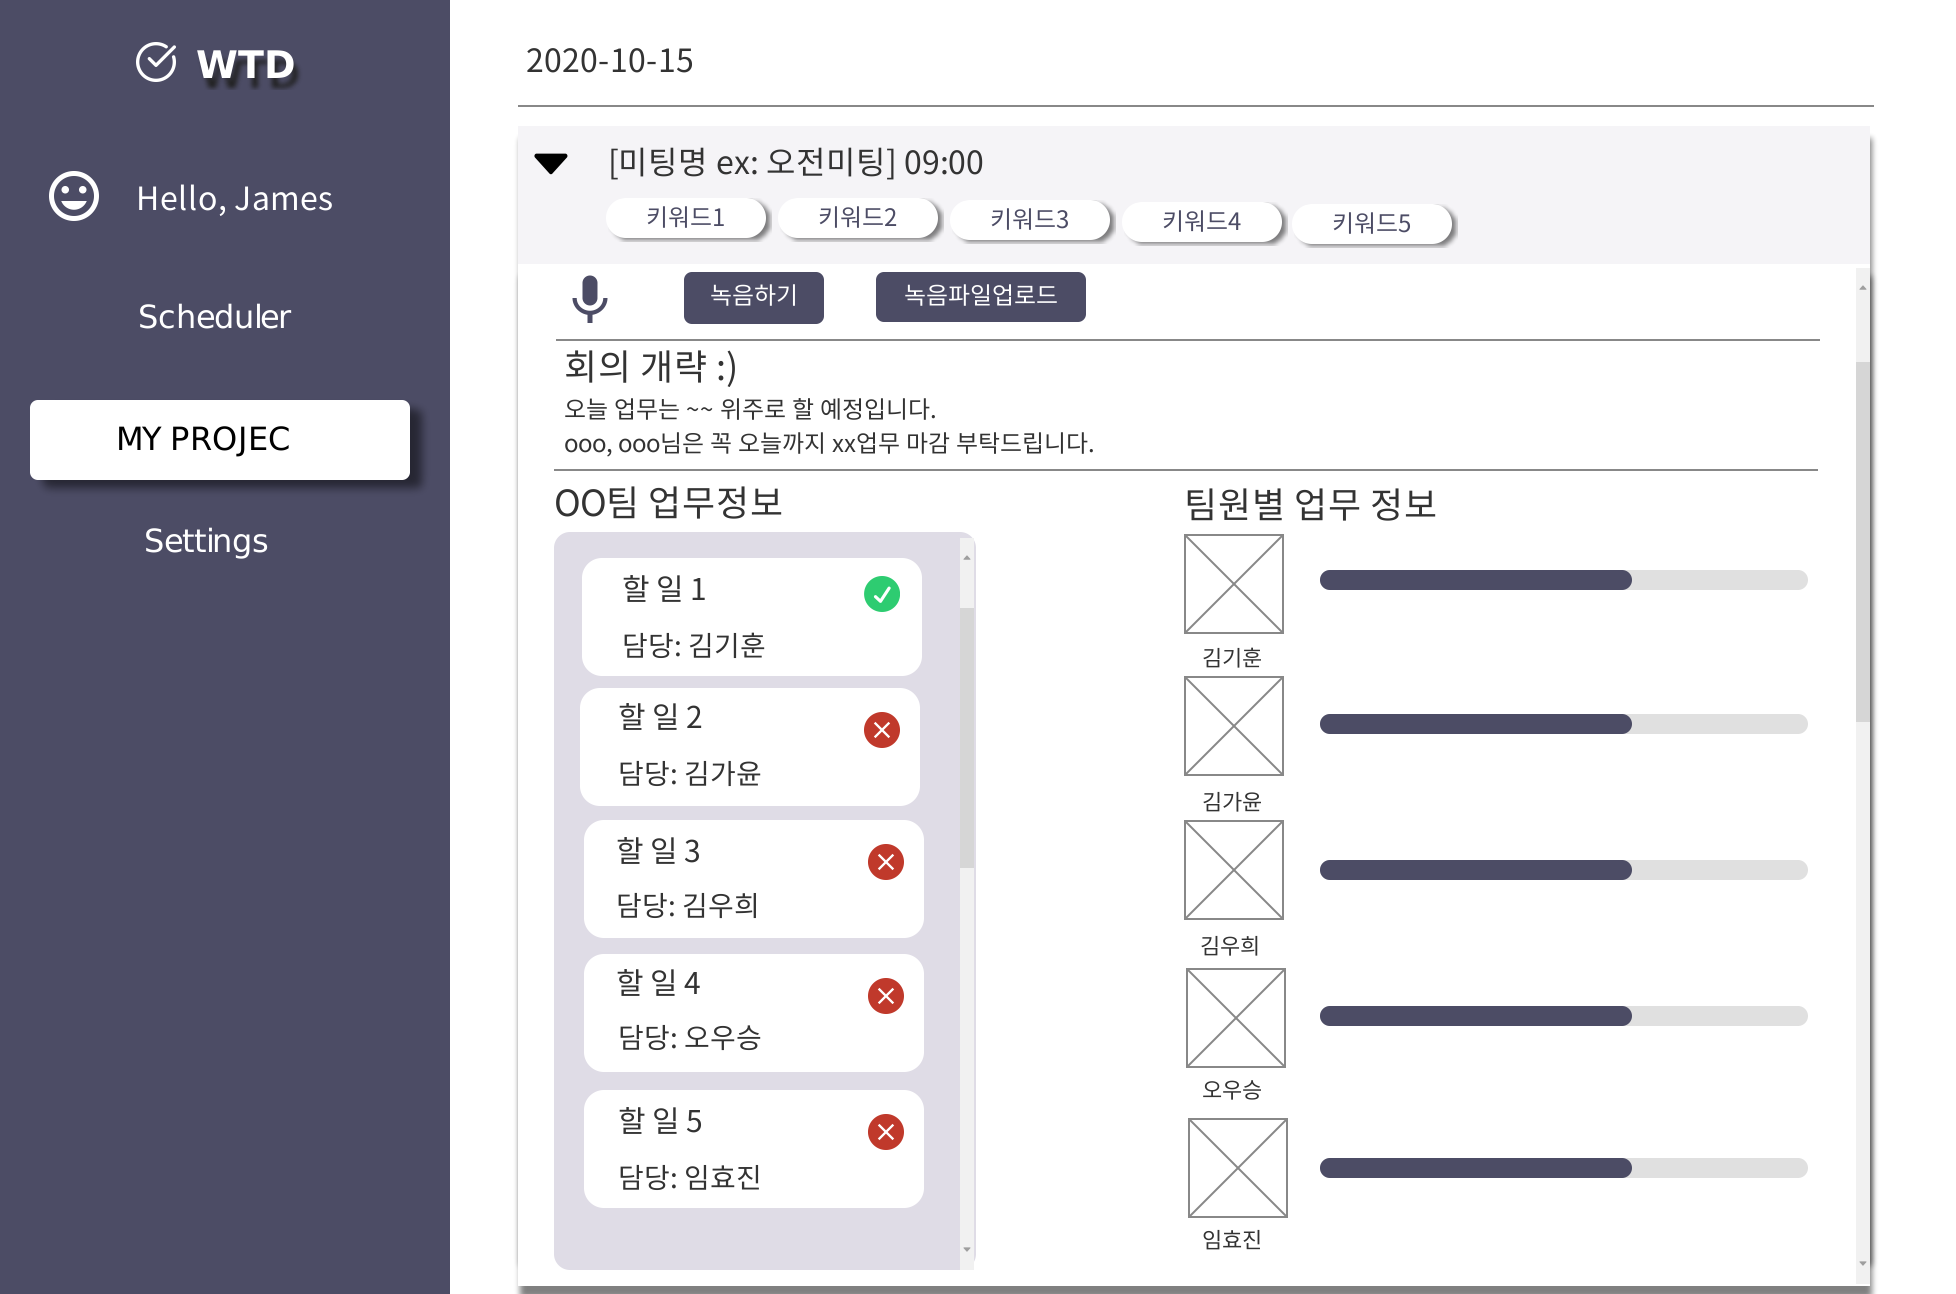 WTD
Hello, James
Scheduler
MY PROJEC
Settings
2020-10-15
[미팅명 ex: 오전미팅] 09:00
키워드1 키워드2 키워드3 키워드4 키워드5
녹음하기 녹음파일업로드
회의 개략 :)
오늘 업무는 ~~ 위주로 할 예정입니다.
ooo, ooo님은 꼭 오늘까지 xx업무 마감 부탁드립니다.
OO팀 업무정보
할 일 1
담당: 김기훈
할 일 2
담당: 김가윤
할 일 3
담당: 김우희
할 일 4
담당: 오우승
할 일 5
담당: 임효진
팀원별 업무 정보
김기훈
김가윤
김우희
오우승
임효진